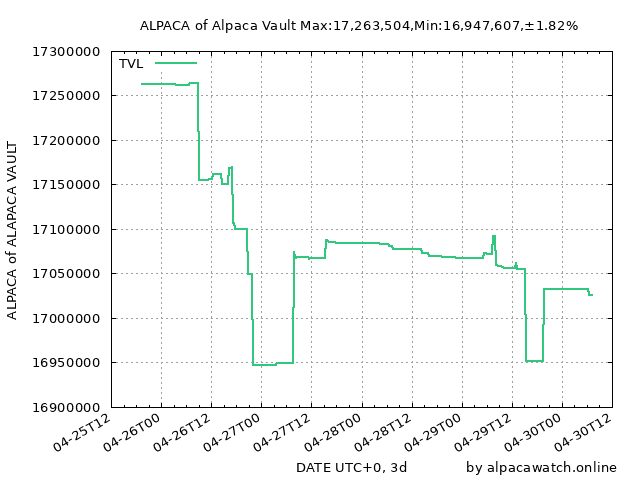 ALPACA of Alpaca Vault Max:17,263,504,Min:16,947,607,±1.82%
TVL
17300000
17250000
17200000
17150000
17100000
17050000
17000000
16950000
16900000
ALPACA of ALAPACA VAULT
04-25T12
04-26T00
04-26T12
04-27T00
04-27T12
04-28T00
04-28T12
04-29T00
04-29T12
04-30T00
04-30T12
DATE UTC+0, 3d
by alpacawatch.online